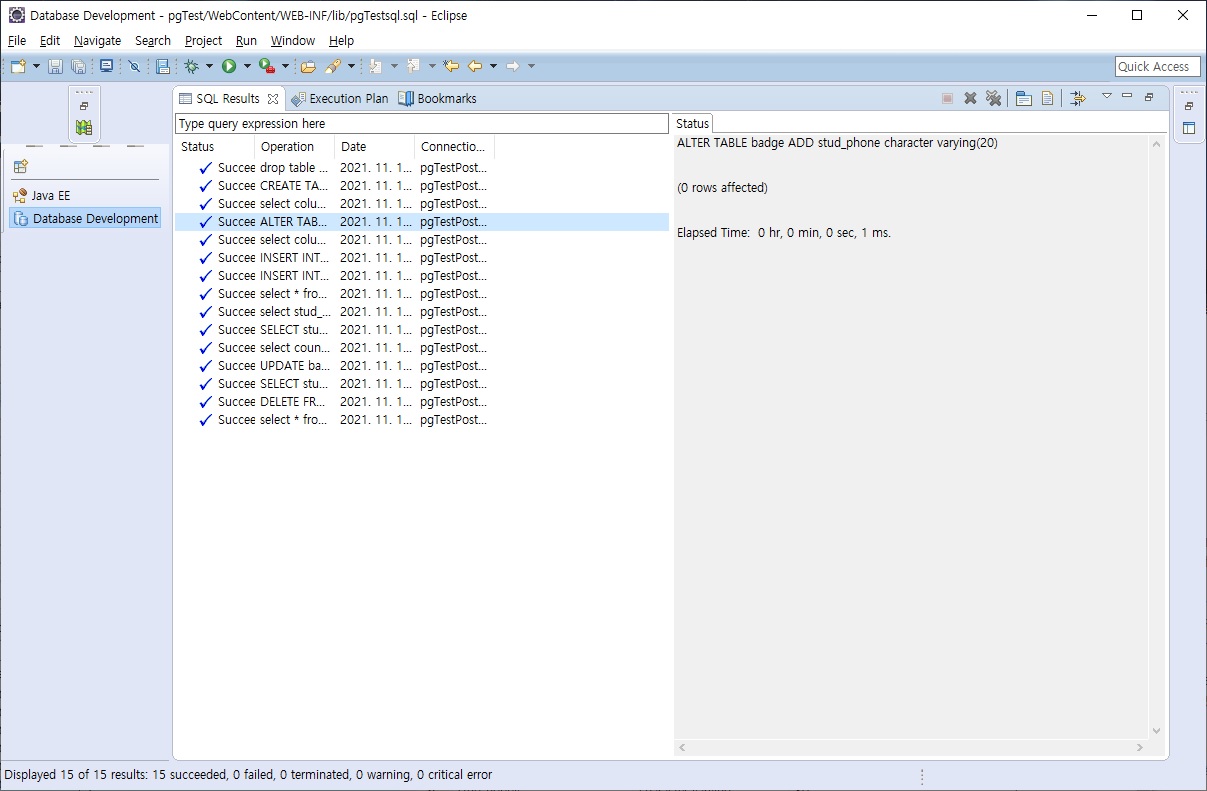 Database Development - pgTest/WebContent/WEB-INF/lib/pgTestsql.sql - Eclipse
File Edit Navigate Search Project Run Window Help
Quick Access
SQL Results Execution Plan Bookmarks
Type query expression here
Status
Status Operation Date Connectio...
ALTER TABLE badge ADD stud_phone character varying(20)
Succee drop table ... 2021. 11. 1... pgTestPost...
Succee CREATE TA... 2021. 11. 1... pgTestPost...
(0 rows affected)
Java EE
Succee select colu... 2021. 11. 1... pgTestPost...
Database Development
Succee ALTER TAB... 2021. 11. 1... pgTestPost...
Elapsed Time:  0 hr, 0 min, 0 sec, 1 ms.
Succee select colu... 2021. 11. 1... pgTestPost...
Succee INSERT INT... 2021. 11. 1... pgTestPost...
Succee INSERT INT... 2021. 11. 1... pgTestPost...
Succee select * fro... 2021. 11. 1... pgTestPost...
Succee select stud_... 2021. 11. 1... pgTestPost...
Succee SELECT stu... 2021. 11. 1... pgTestPost...
Succee select coun... 2021. 11. 1... pgTestPost...
Succee UPDATE ba... 2021. 11. 1... pgTestPost...
Succee SELECT stu... 2021. 11. 1... pgTestPost...
Succee DELETE FR... 2021. 11. 1... pgTestPost...
Succee select * fro... 2021. 11. 1... pgTestPost...
Displayed 15 of 15 results: 15 succeeded, 0 failed, 0 terminated, 0 warning, 0 critical error